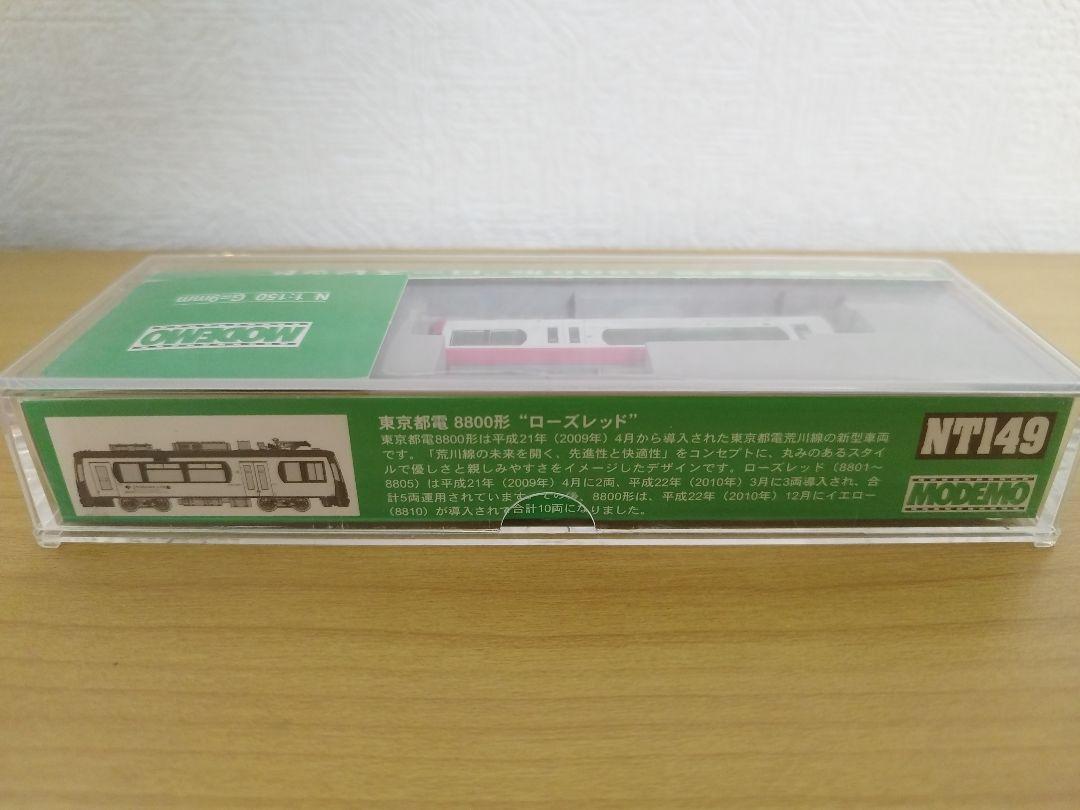 N 1:150 G=9mm
MODEMO
東京都電 8800形 “ローズレッド”
東京都電8800形は平成21年（2009年）4月から導入された東京都電荒川線の新型車両
です。「荒川線の未来を開く、先進性と快適性」をコンセプトに、丸みのあるスタイ
ルで優しさと親しみやすさをイメージしたデザインです。ローズレッド（8801〜
8805）は平成21年（2009年）4月に2両、平成22年（2010年）3月に3両導入され、合
計5両運用されています。その後、8800形は、平成22年（2010年）12月にイエロー
（8810）が導入されて合計10両になりました。
NT149
MODEMO